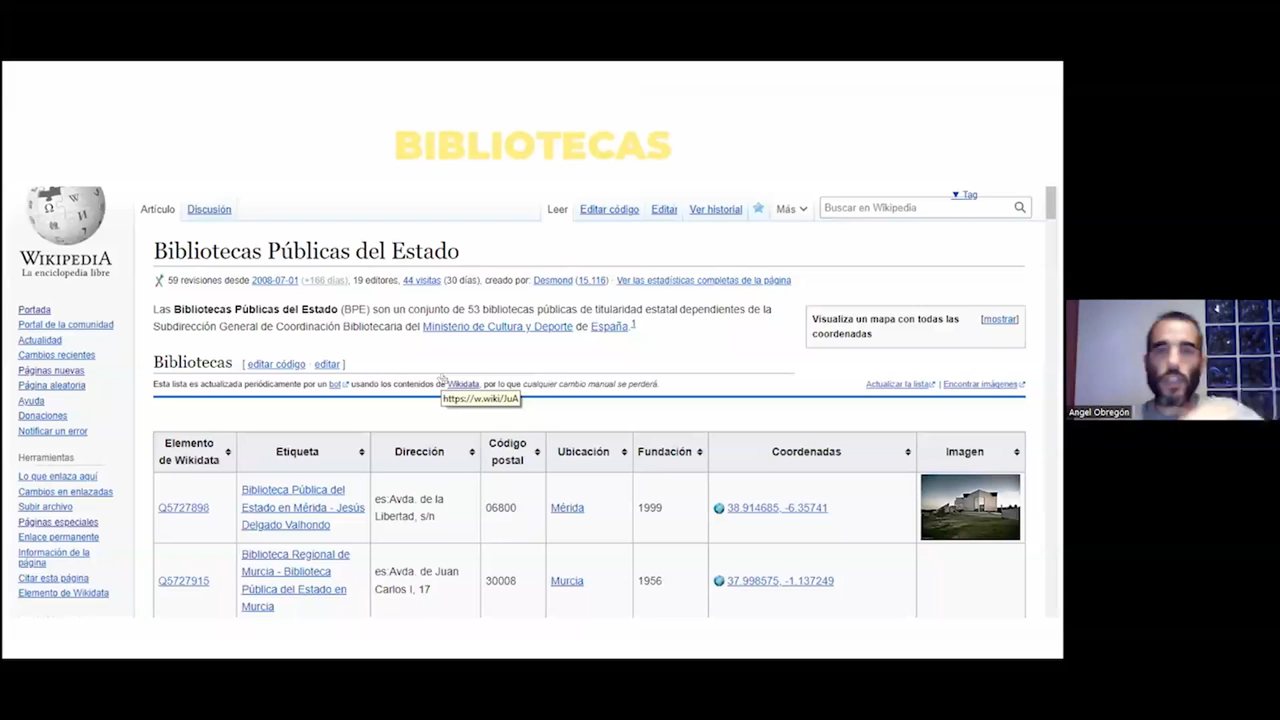 BIBLIOTECAS
▼ Tag
Artículo Discusión Leer Editar código Editar Ver historial Más Buscar en Wikipedia
WIKIPEDIA
La enciclopedia libre
Bibliotecas Públicas del Estado
59 revisiones desde 2008-07-01 (+166 días), 19 editores, 44 visitas (30 días), creado por: Desmond (15.116) · Ver las estadísticas completas de la página
Las Bibliotecas Públicas del Estado (BPE) son un conjunto de 53 bibliotecas públicas de titularidad estatal dependientes de la
Subdirección General de Coordinación Bibliotecaria del Ministerio de Cultura y Deporte de España.1
Visualiza un mapa con todas las [mostrar]
coordenadas
Bibliotecas [ editar código · editar ]
Esta lista es actualizada periódicamente por un bot usando los contenidos de Wikidata, por lo que cualquier cambio manual se perderá.
Actualizar la lista | Encontrar imágenes
https://w.wiki/JuA
Portada
Portal de la comunidad
Actualidad
Cambios recientes
Páginas nuevas
Página aleatoria
Ayuda
Donaciones
Notificar un error
Herramientas
Lo que enlaza aquí
Cambios en enlazadas
Subir archivo
Páginas especiales
Enlace permanente
Información de la
página
Citar esta página
Elemento de Wikidata
Elemento
de Wikidata
Etiqueta
Dirección
Código
postal
Ubicación
Fundación
Coordenadas
Imagen
Q5727898
Biblioteca Pública del
Estado en Mérida - Jesús
Delgado Valhondo
es:Avda. de la
Libertad, s/n
06800
Mérida
1999
38.914685, -6.35741
Q5727915
Biblioteca Regional de
Murcia - Biblioteca
Pública del Estado en
Murcia
es:Avda. de Juan
Carlos I, 17
30008
Murcia
1956
37.998575, -1.137249
Angel Obregón